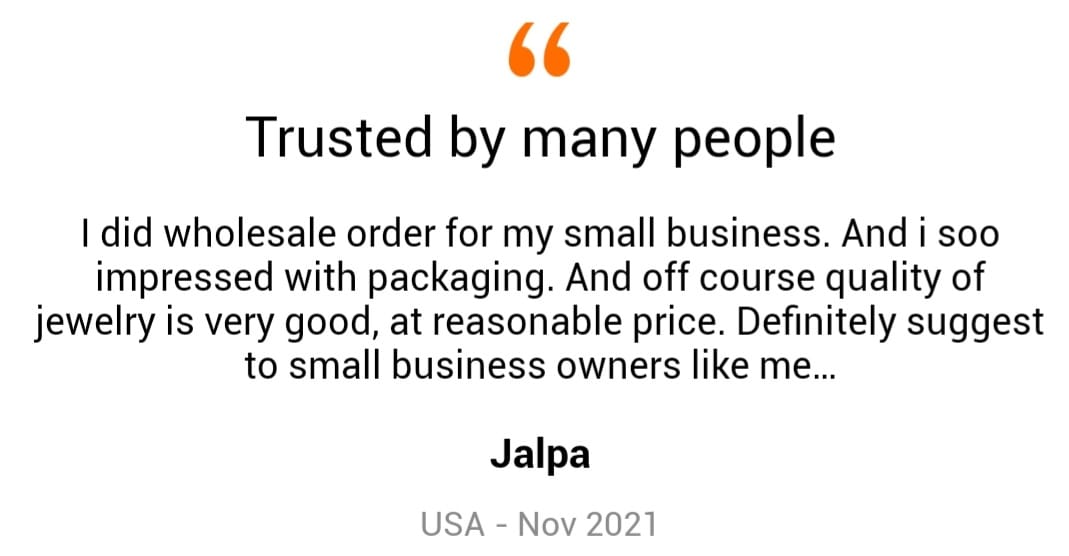 “
Trusted by many people
I did wholesale order for my small business. And i soo
impressed with packaging. And off course quality of
jewelry is very good, at reasonable price. Definitely suggest
to small business owners like me...
Jalpa
USA - Nov 2021